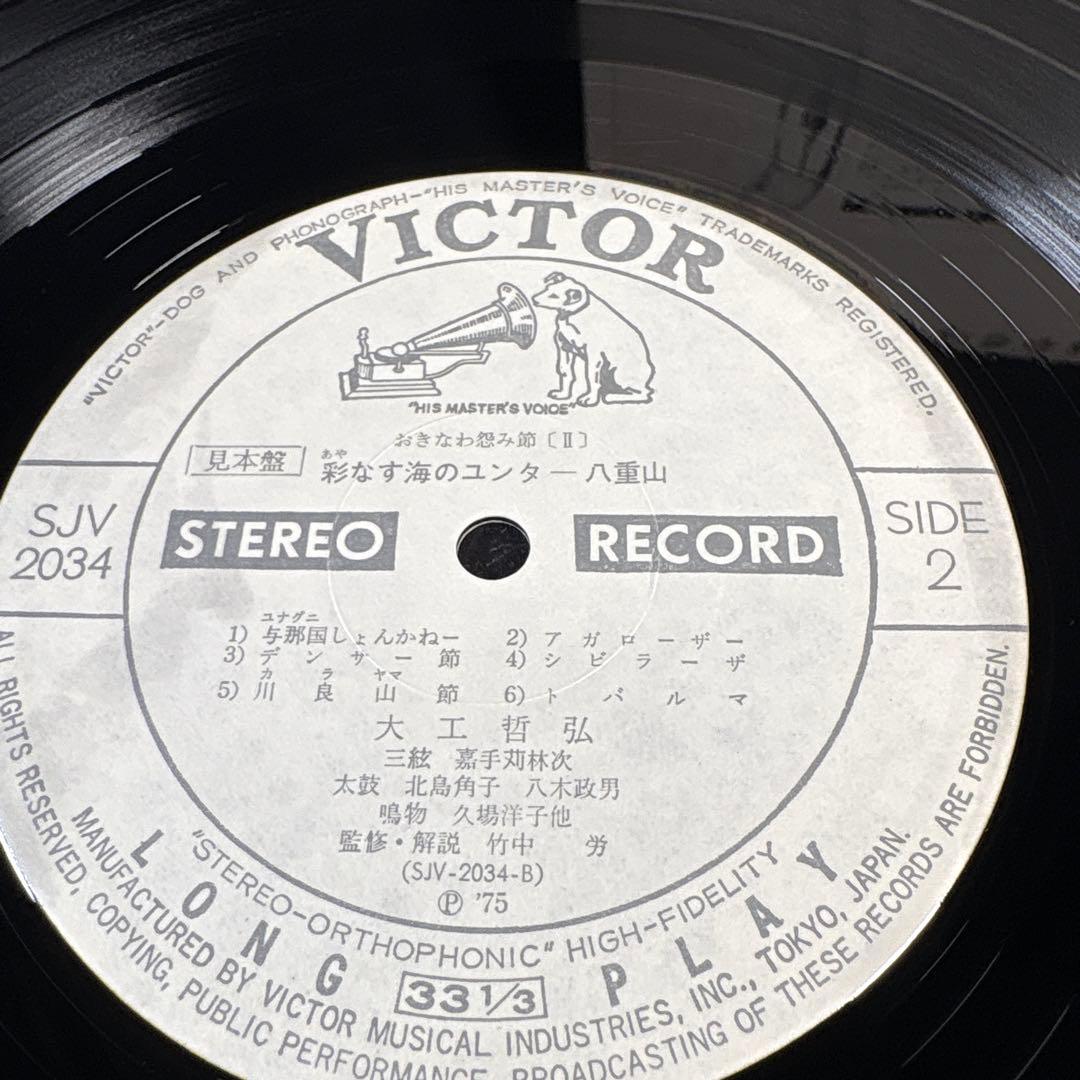 "VICTOR"-DOG AND PHONOGRAPH-"HIS MASTER'S VOICE" TRADEMARKS REGISTERED.
VICTOR
"HIS MASTER'S VOICE"
おきなわ怨み節〔Ⅱ〕
見本盤
あや
彩なす海のユンター八重山
SJV
2034
STEREO RECORD
SIDE
2
ユナグニ
1) 与那国しょんかねー 2) アガローザー
3) デンサー節 4) シビラーザ
カラヤマ
5) 川良山節 6) トバルマ
大工哲弘
三絃 嘉手苅林次
太鼓 北島角子 八木政男
鳴物 久場洋子他
監修・解説 竹中 労
(SJV-2034-B)
Ⓟ '75
"STEREO-ORTHOPHONIC" HIGH-FIDELITY
LONG 33 1/3 PLAY
MANUFACTURED BY VICTOR MUSICAL INDUSTRIES, INC., TOKYO, JAPAN.
ALL RIGHTS RESERVED, COPYING, PUBLIC PERFORMANCE, BROADCASTING OF THESE RECORDS ARE FORBIDDEN.